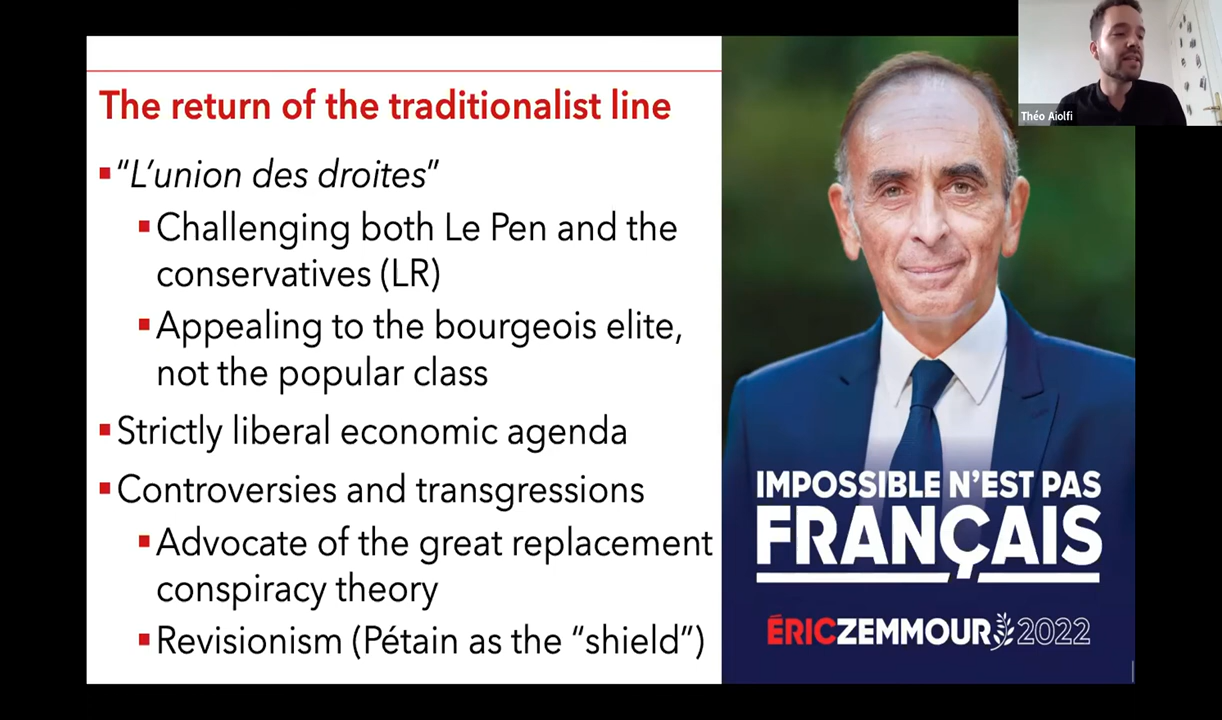 The return of the traditionalist line
“L’union des droites”
Challenging both Le Pen and the
conservatives (LR)
Appealing to the bourgeois elite,
not the popular class
Strictly liberal economic agenda
Controversies and transgressions
Advocate of the great replacement
conspiracy theory
Revisionism (Pétain as the “shield”)
IMPOSSIBLE N’EST PAS
FRANÇAIS
ÉRIC ZEMMOUR 2022
Théo Aiolfi